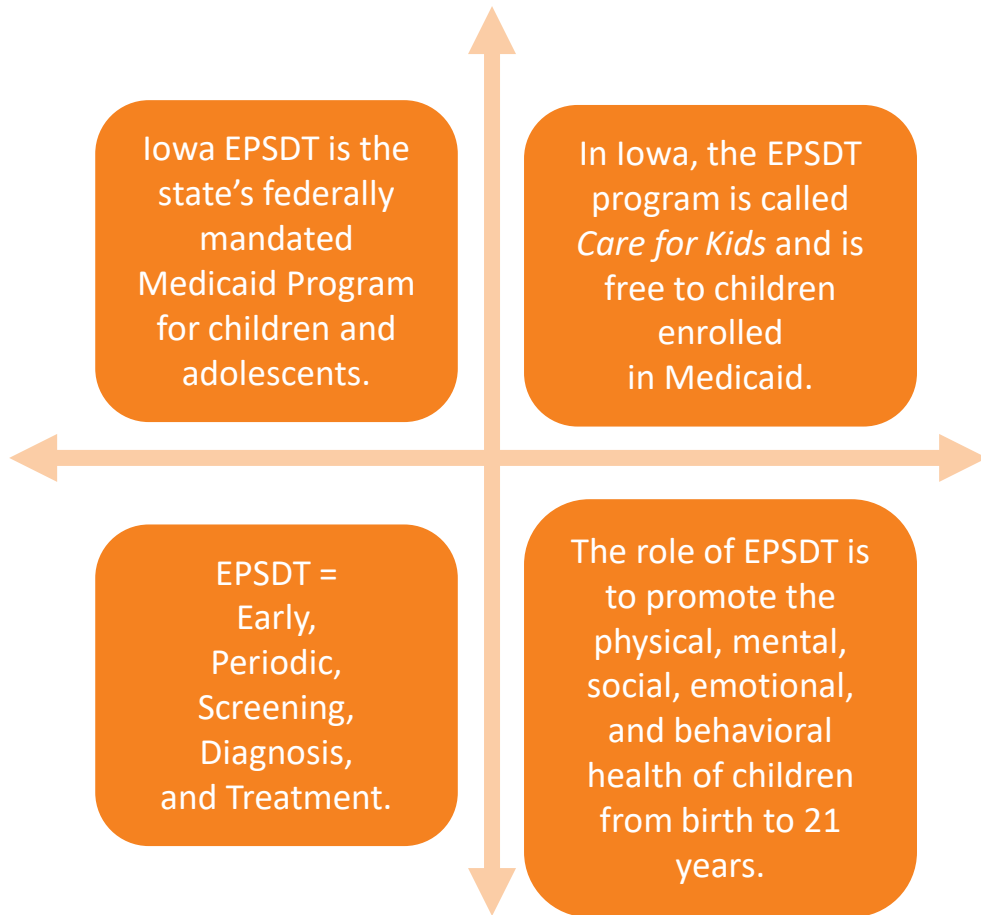 Iowa EPSDT is the
state’s federally
mandated
Medicaid Program
for children and
adolescents.
In Iowa, the EPSDT
program is called
Care for Kids and is
free to children
enrolled
in Medicaid.
EPSDT =
Early,
Periodic,
Screening,
Diagnosis,
and Treatment.
The role of EPSDT is
to promote the
physical, mental,
social, emotional,
and behavioral
health of children
from birth to 21
years.